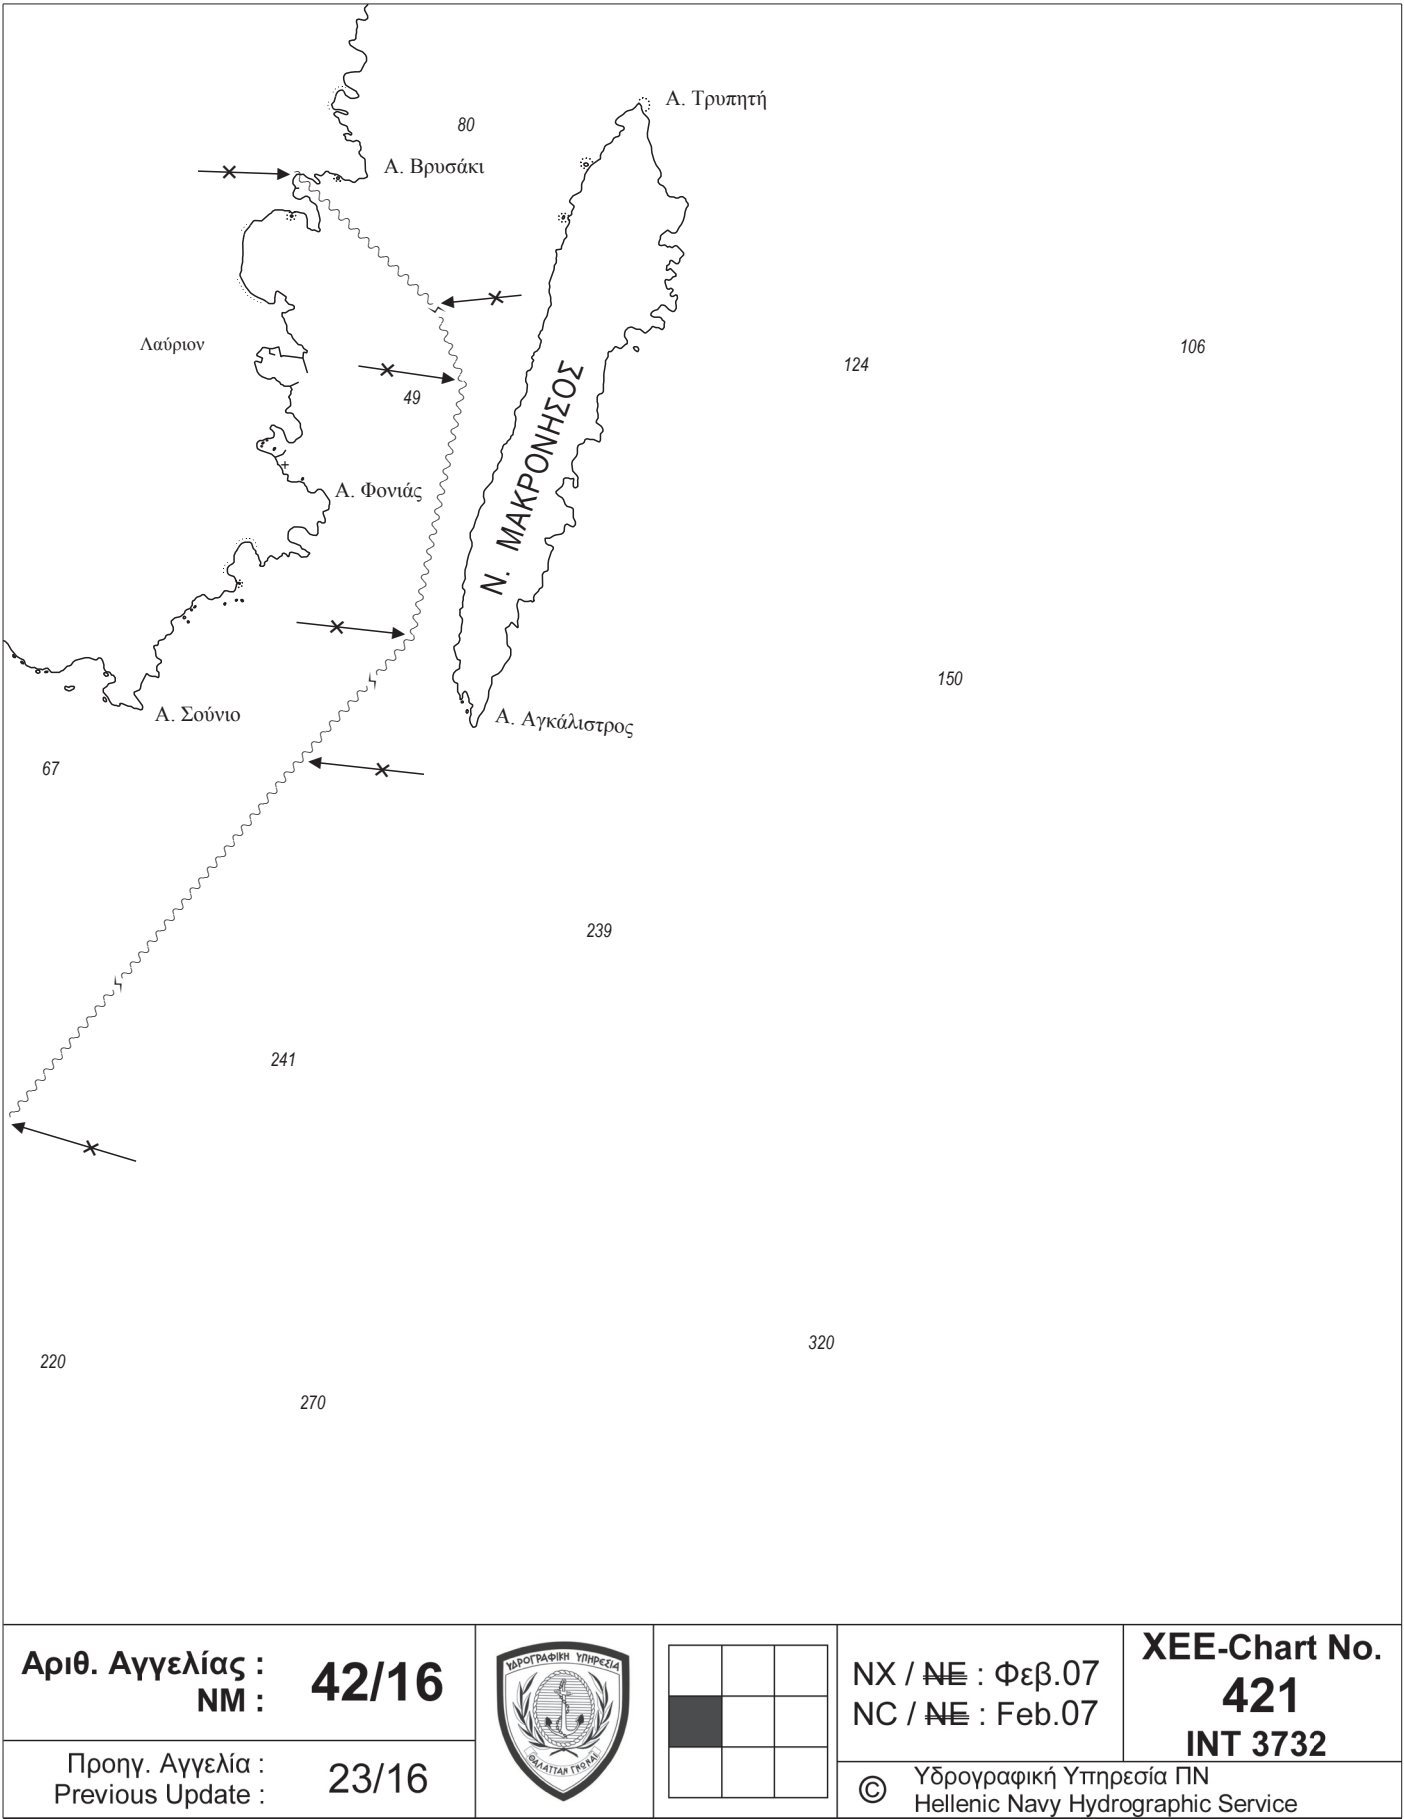 Α. Τρυπητή
80
Α. Βρυσάκι
Λαύριον
106
124
49
Ν. ΜΑΚΡΟΝΗΣΟΣ
Α. Φονιάς
150
Α. Σούνιο
Α. Αγκάλιστρος
67
239
241
320
220
270
Αριθ. Αγγελίας :
NM :
42/16
Προηγ. Αγγελία :
Previous Update :
23/16
ΥΔΡΟΓΡΑΦΙΚΗ ΥΠΗΡΕΣΙΑ
ΘΑΛΑΤΤΑΝ ΓΝΩΝΑΙ
NX / NE : Φεβ.07
NC / NE : Feb.07
XEE-Chart No.
421
INT 3732
© Υδρογραφική Υπηρεσία ΠΝ
Hellenic Navy Hydrographic Service